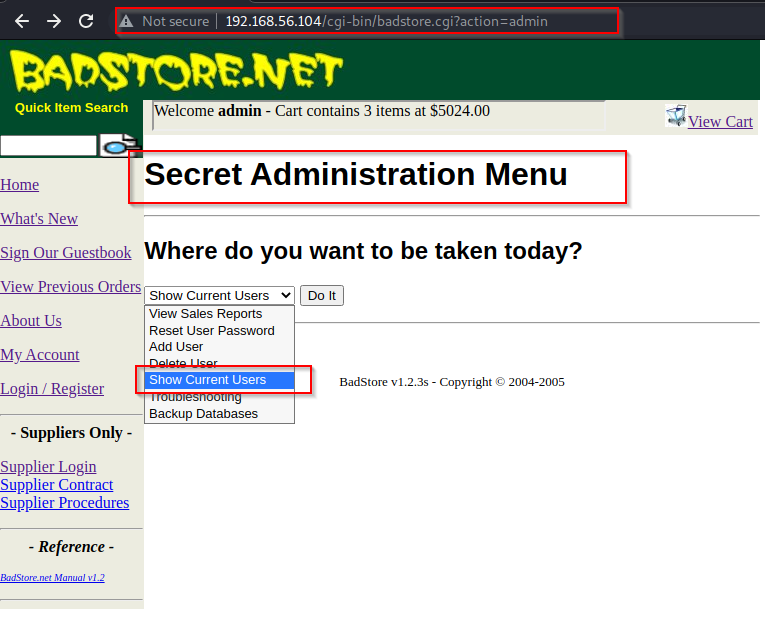 Not secure | 192.168.56.104/cgi-bin/badstore.cgi?action=admin
BADSTORE.NET
Quick Item Search
Welcome admin - Cart contains 3 items at $5024.00
View Cart
Secret Administration Menu
Home
What's New
Sign Our Guestbook
View Previous Orders
About Us
My Account
Login / Register
- Suppliers Only -
Supplier Login
Supplier Contract
Supplier Procedures
- Reference -
BadStore.net Manual v1.2
Where do you want to be taken today?
Show Current Users
Do It
View Sales Reports
Reset User Password
Add User
Delete User
Show Current Users
Troubleshooting
Backup Databases
BadStore v1.2.3s - Copyright © 2004-2005